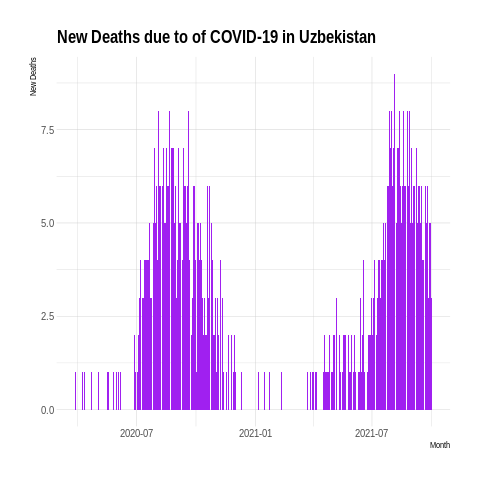 New Deaths due to of COVID-19 in Uzbekistan
New Deaths
7.5
5.0
2.5
0.0
2020-07
2021-01
2021-07
Month